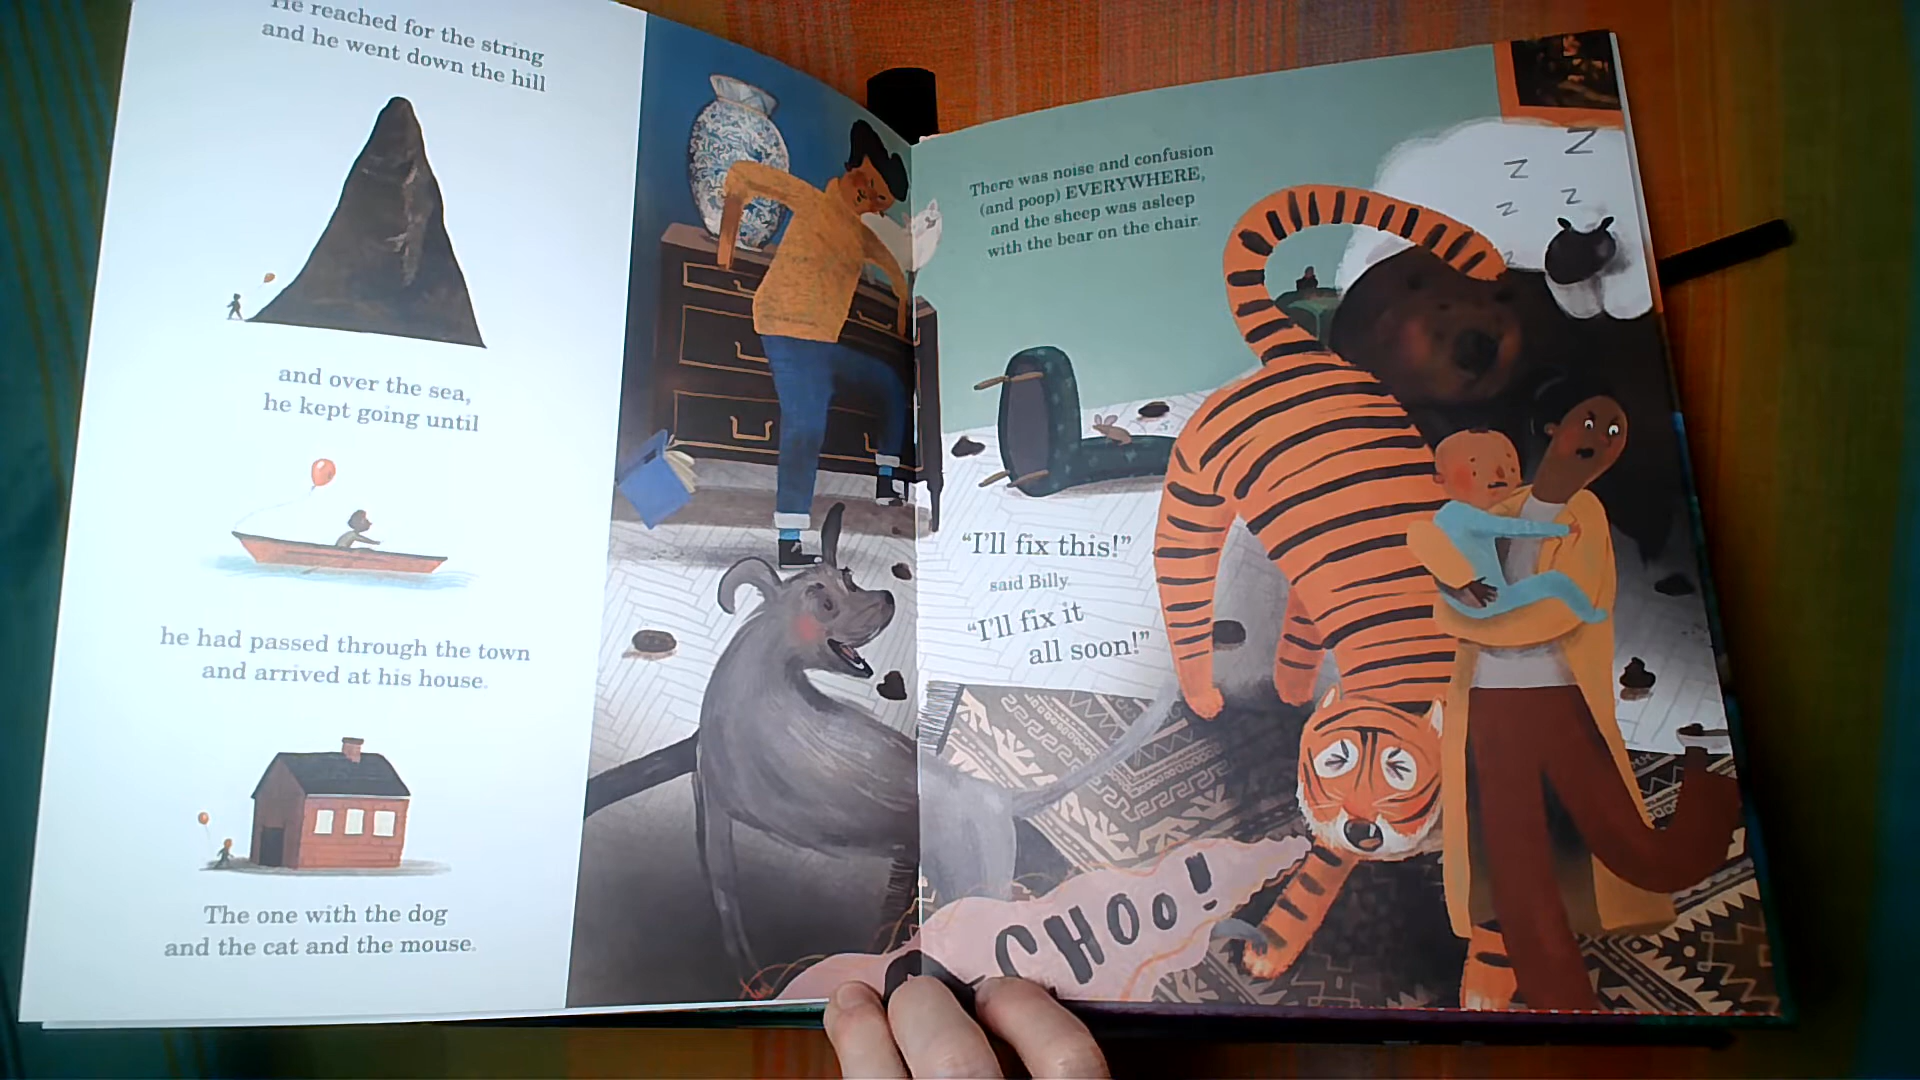 He reached for the string
and he went down the hill
and over the sea,
he kept going until
he had passed through the town
and arrived at his house.
The one with the dog
and the cat and the mouse.
There was noise and confusion
(and poop) EVERYWHERE,
and the sheep was asleep
with the bear on the chair.
Z
Z
Z
Z
Z
“I’ll fix this!”
said Billy.
“I’ll fix it
all soon!”
CHOO!